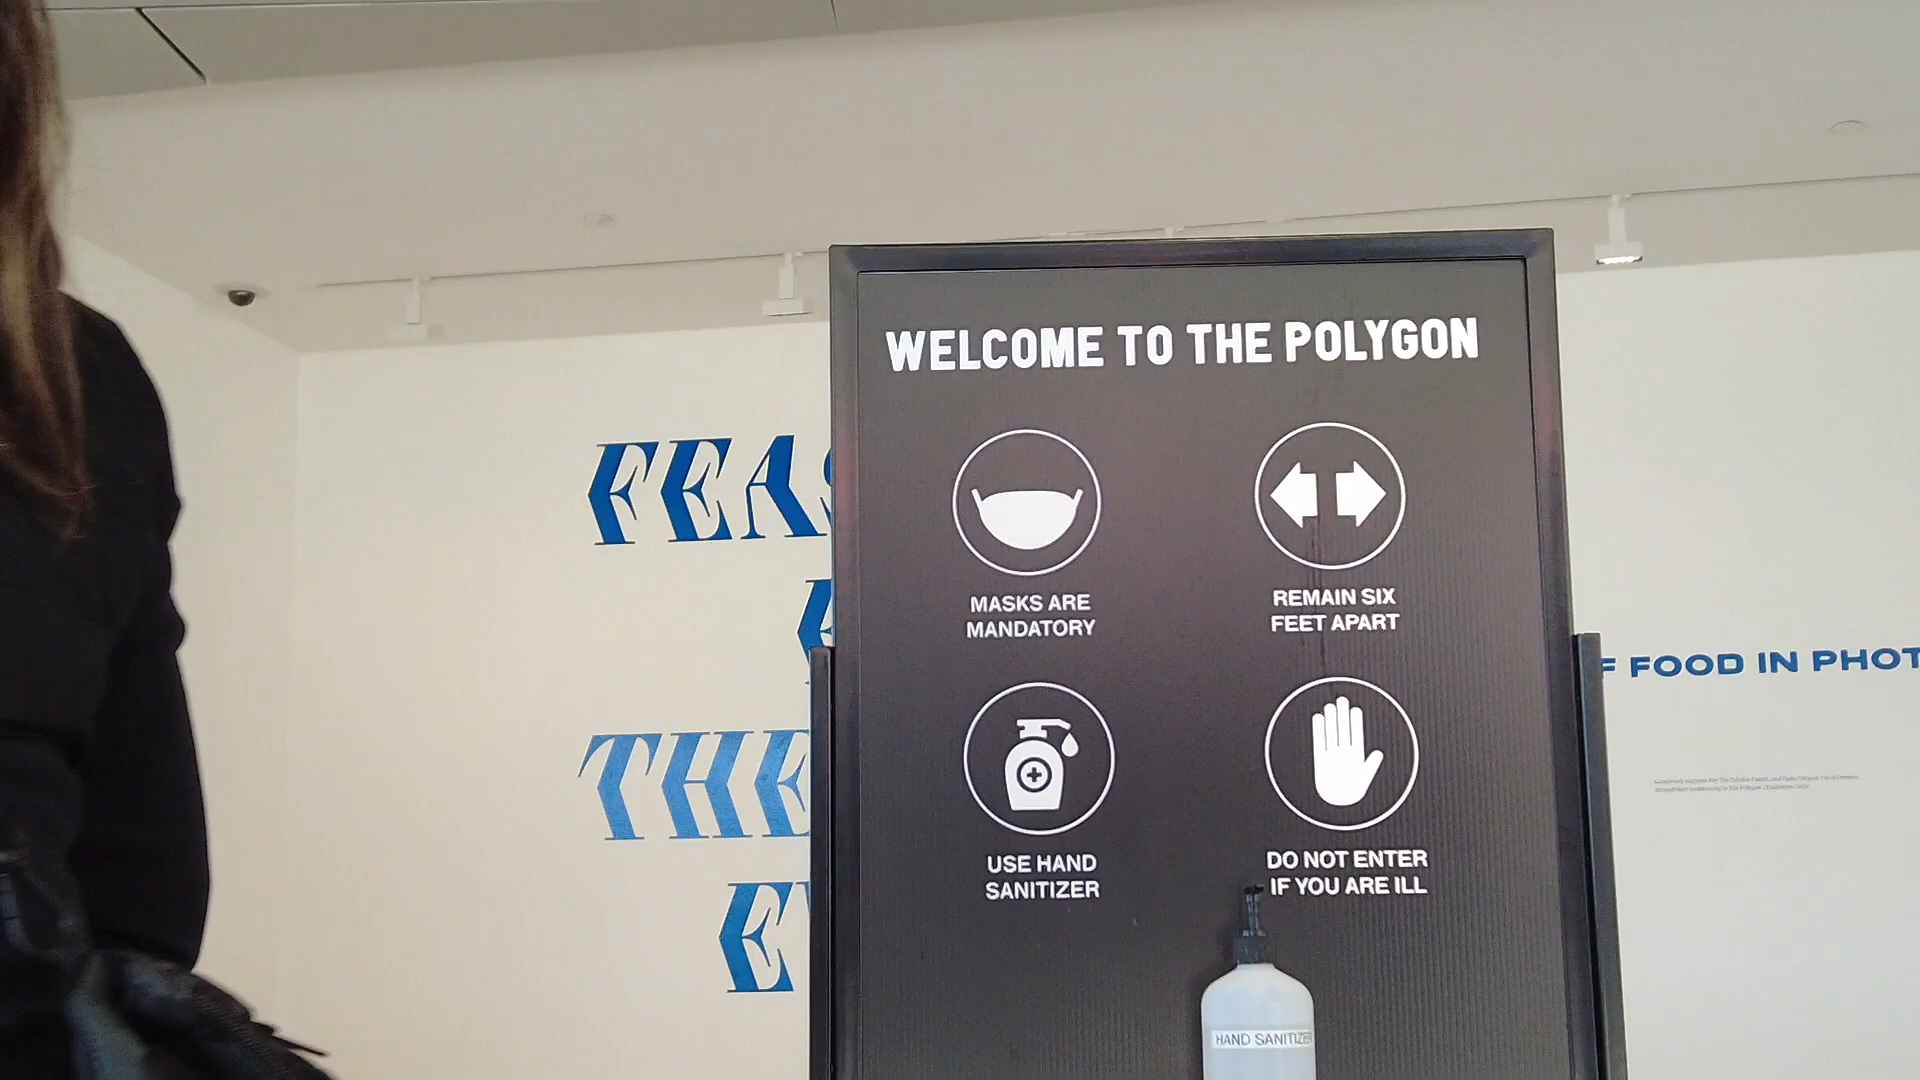 WELCOME TO THE POLYGON
MASKS ARE
MANDATORY
REMAIN SIX
FEET APART
USE HAND
SANITIZER
DO NOT ENTER
IF YOU ARE ILL
HAND SANITIZER
FEAS
F
THE
E
F FOOD IN PHOT